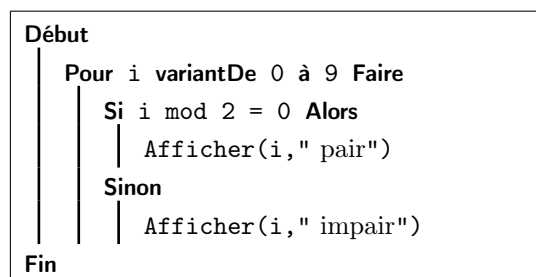 Début
Pour i variantDe 0 à 9 Faire
Si i mod 2 = 0 Alors
Afficher(i," pair")
Sinon
Afficher(i," impair")
Fin